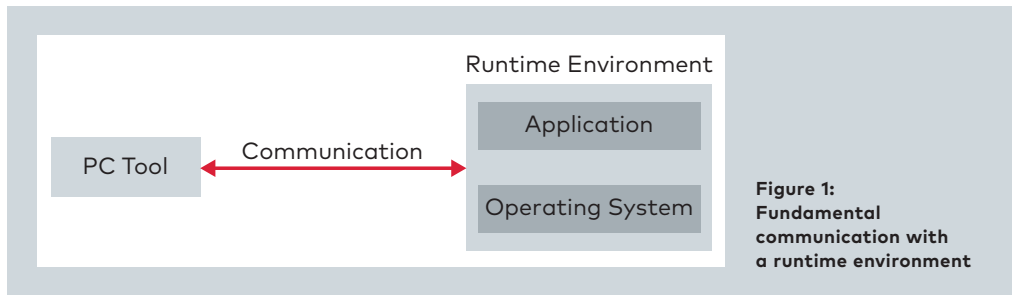 Runtime Environment
Application
PC Tool
Communication
Operating System
Figure 1:
Fundamental
communication with
a runtime environment